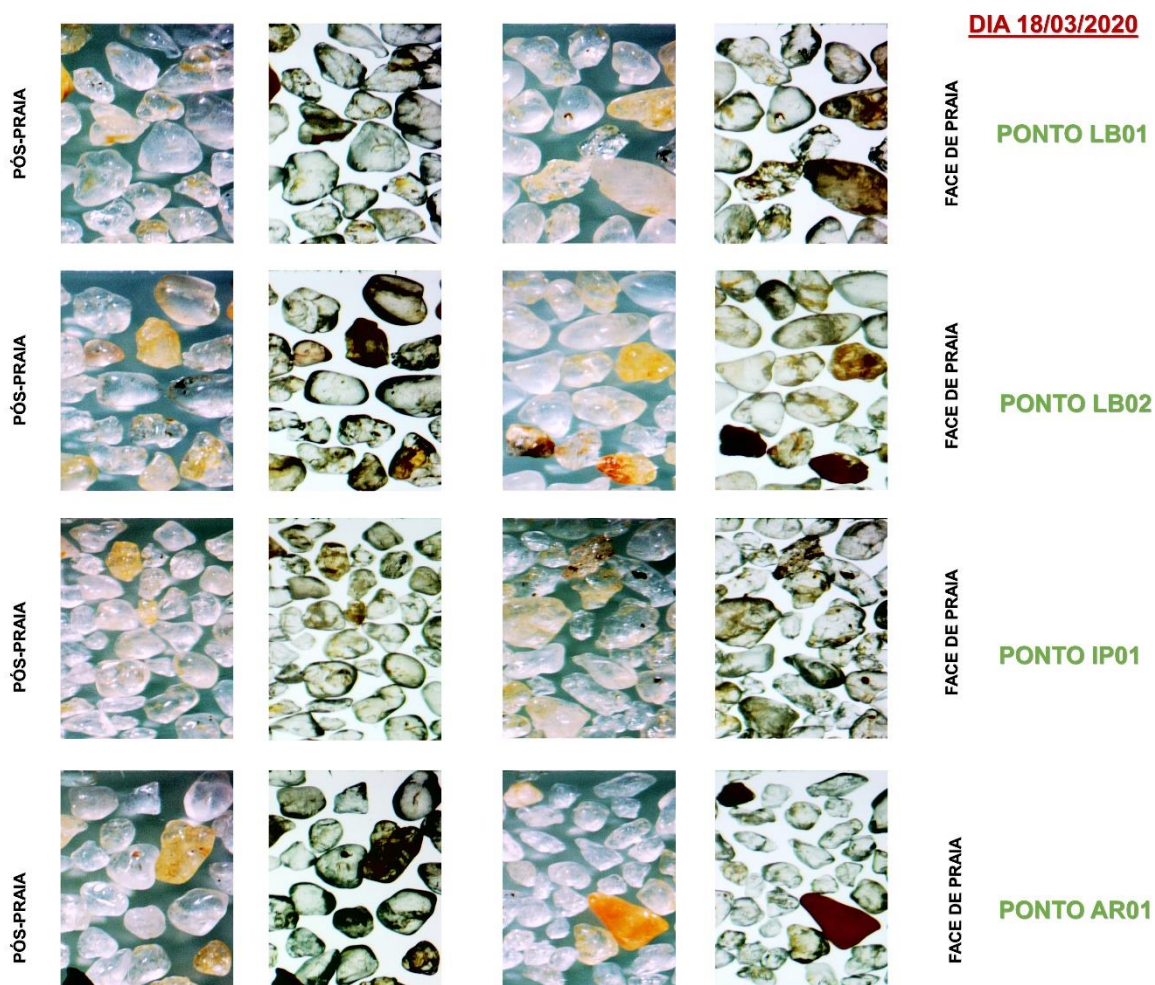 DIA 18/03/2020
PÓS-PRAIA
FACE DE PRAIA
PONTO LB01
PÓS-PRAIA
FACE DE PRAIA
PONTO LB02
PÓS-PRAIA
FACE DE PRAIA
PONTO IP01
PÓS-PRAIA
FACE DE PRAIA
PONTO AR01